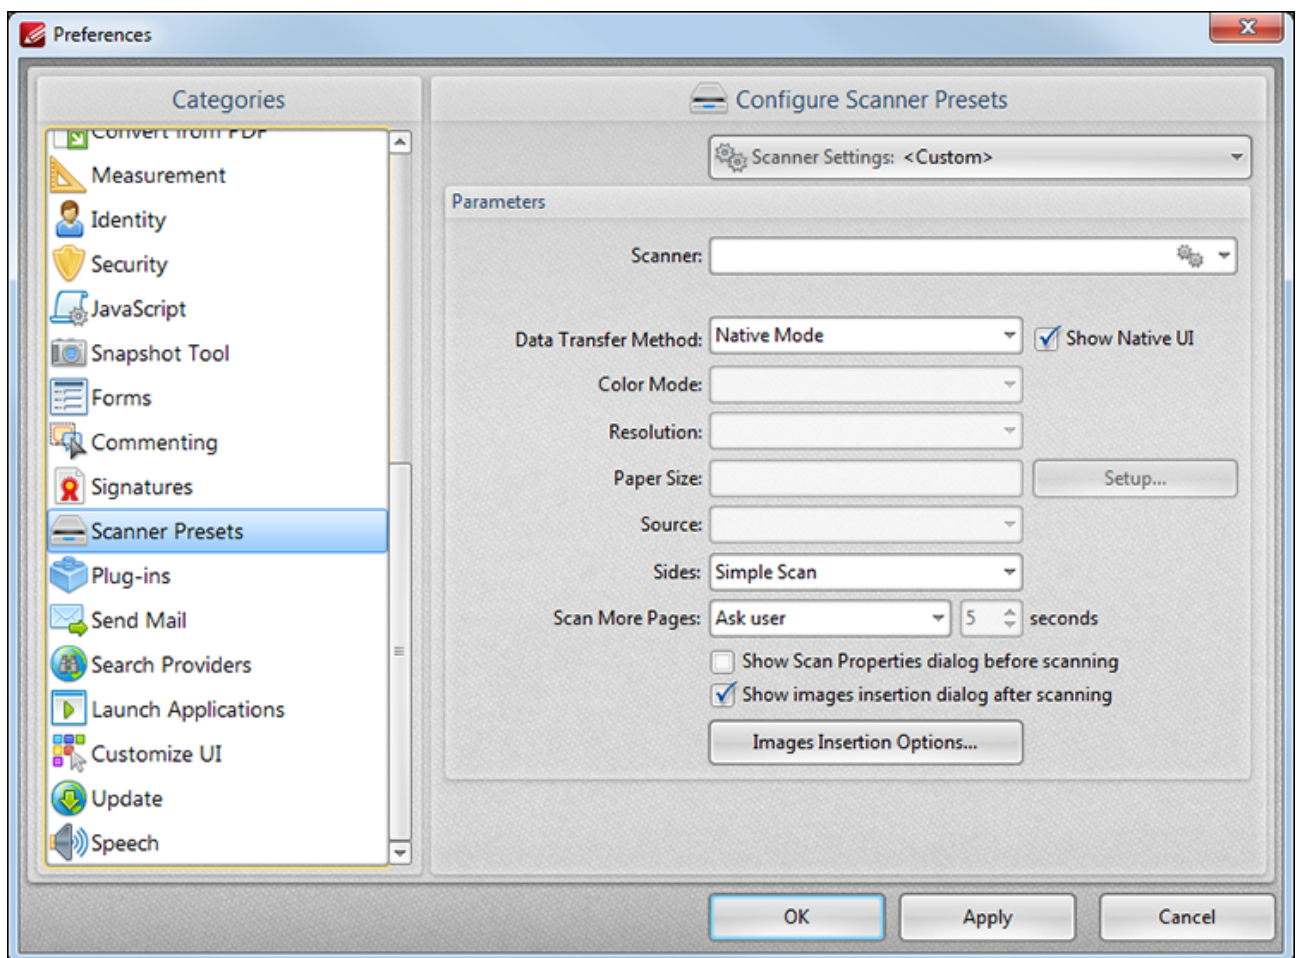 Preferences
Categories
Convert from PDF
Measurement
Identity
Security
JavaScript
Snapshot Tool
Forms
Commenting
Signatures
Scanner Presets
Plug-ins
Send Mail
Search Providers
Launch Applications
Customize UI
Update
Speech
Configure Scanner Presets
Scanner Settings: <Custom>
Parameters
Scanner:
Data Transfer Method: Native Mode Show Native UI
Color Mode:
Resolution:
Paper Size: Setup...
Source:
Sides: Simple Scan
Scan More Pages: Ask user 5 seconds
Show Scan Properties dialog before scanning
Show images insertion dialog after scanning
Images Insertion Options...
OK Apply Cancel